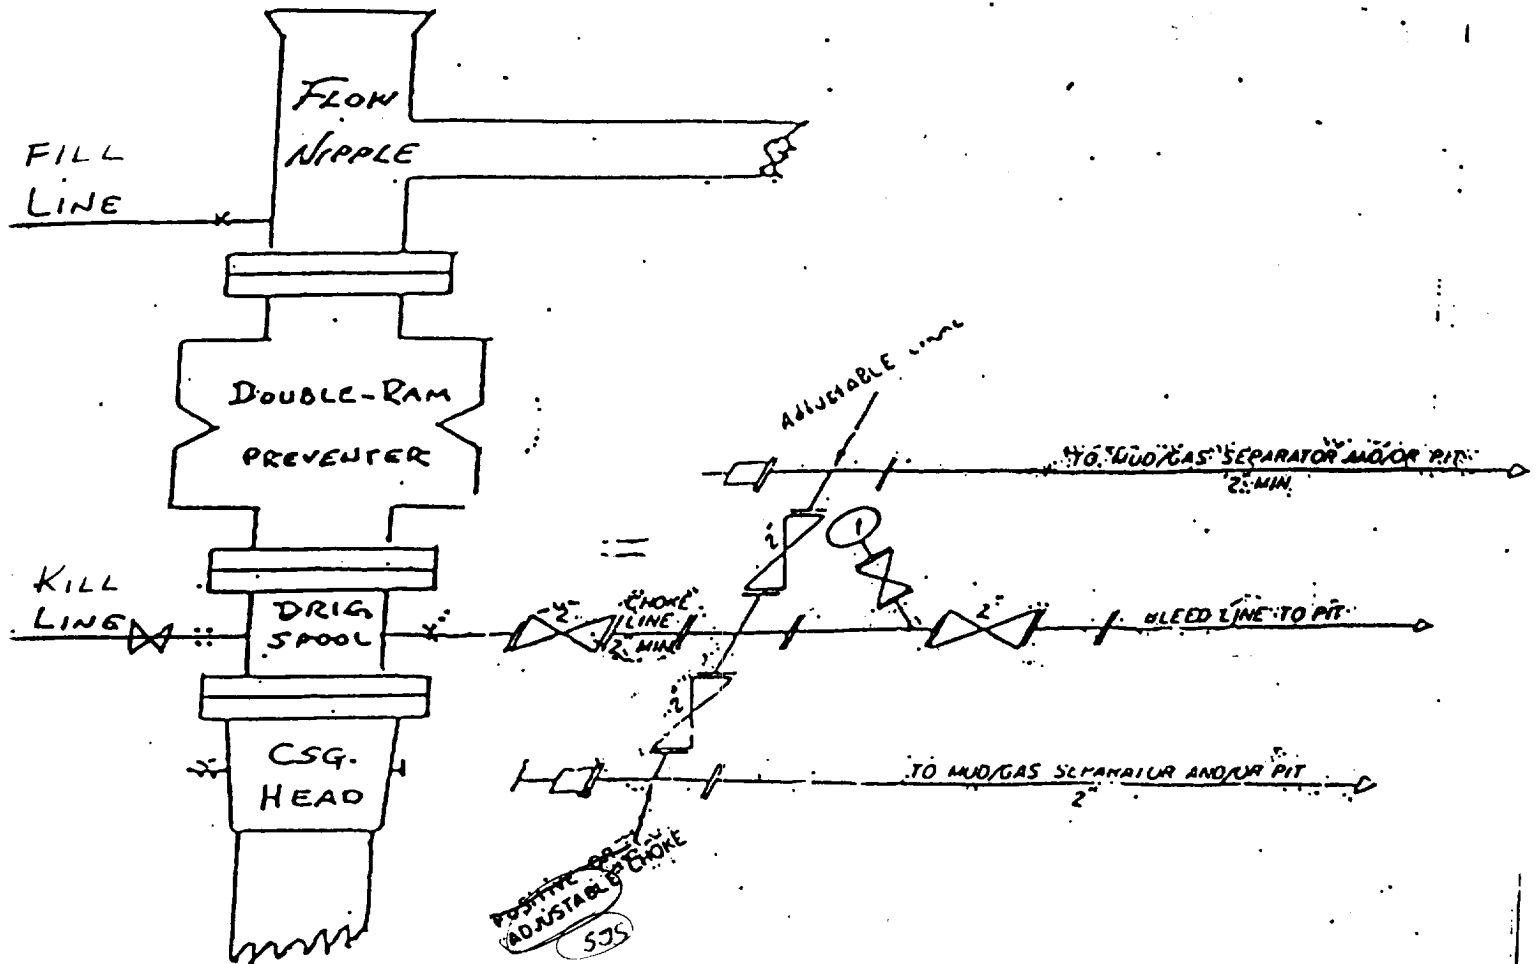 FLOW
NIPPLE
FILL
LINE
DOUBLE-RAM
PREVENTER
ADJUSTABLE
TO MUD/GAS SEPARATOR AND/OR PIT
2" MIN.
2"
KILL
LINE
DRLG
SPOOL
CHOKE
LINE
2" MIN
2"
BLEED LINE TO PIT
2"
CSG.
HEAD
TO MUD/GAS SEPARATOR AND/OR PIT
2"
POSITIVE OR
ADJUSTABLE CHOKE
SJS